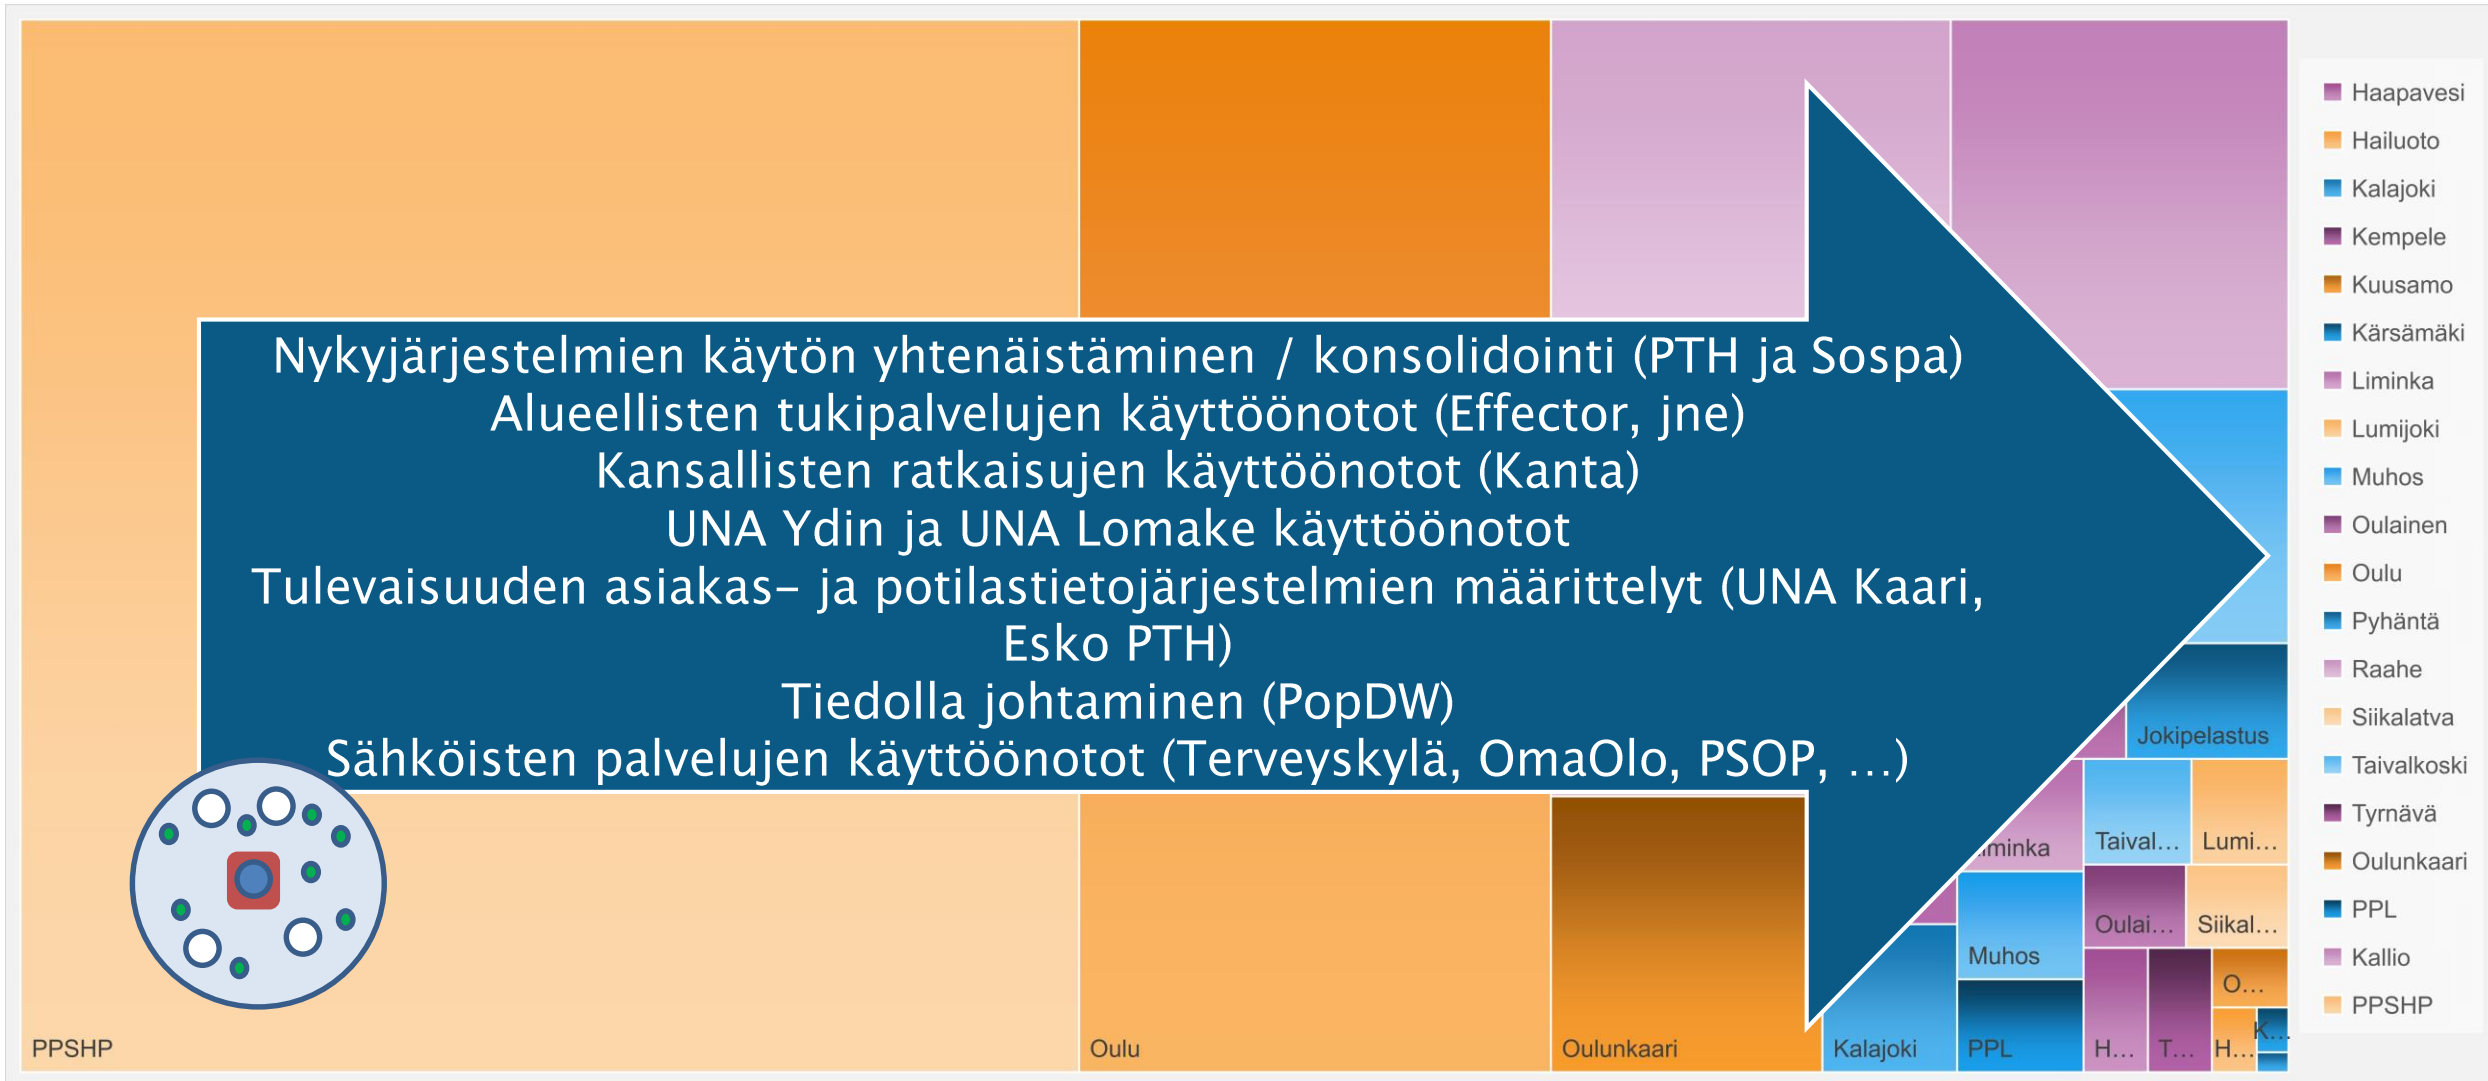 Nykyjärjestelmien käytön yhtenäistäminen / konsolidointi (PTH ja Sospa)
Alueellisten tukipalvelujen käyttöönotot (Effector, jne)
Kansallisten ratkaisujen käyttöönotot (Kanta)
UNA Ydin ja UNA Lomake käyttöönotot
Tulevaisuuden asiakas- ja potilastietojärjestelmien määrittelyt (UNA Kaari,
Esko PTH)
Tiedolla johtaminen (PopDW)
Sähköisten palvelujen käyttöönotot (Terveyskylä, OmaOlo, PSOP, …)
Jokipelastus
Taival…
Lumi…
Oulai…
Siikal…
Muhos
O…
K…
PPSHP
Oulu
Oulunkaari
Kalajoki
PPL
H…
T…
H…
Haapavesi
Hailuoto
Kalajoki
Kempele
Kuusamo
Kärsämäki
Liminka
Lumijoki
Muhos
Oulainen
Oulu
Pyhäntä
Raahe
Siikalatva
Taivalkoski
Tyrnävä
Oulunkaari
PPL
Kallio
PPSHP